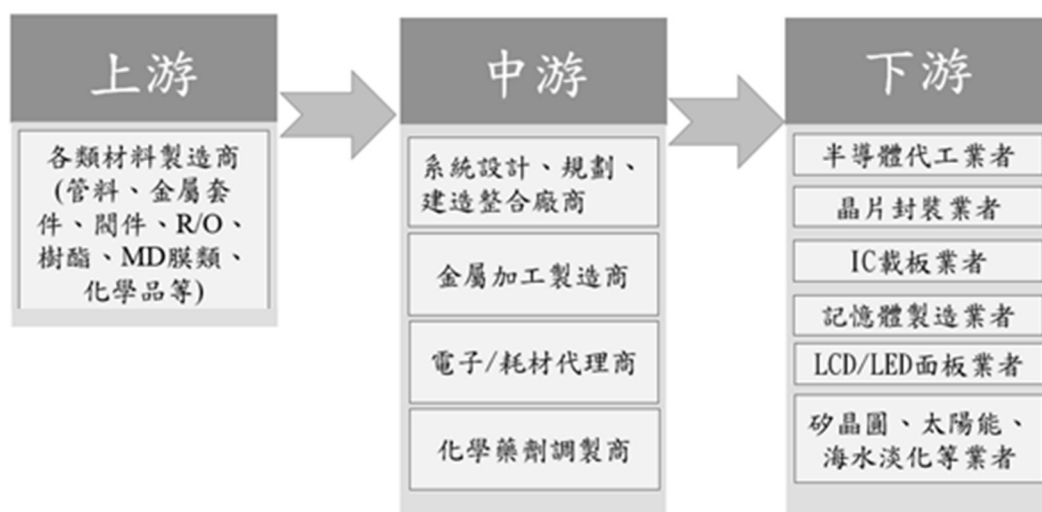 上游
各類材料製造商
(管料、金屬套
件、閥件、R/O、
樹酯、MD膜類、
化學品等)
中游
系統設計、規劃、
建造整合廠商
金屬加工製造商
電子/耗材代理商
化學藥劑調製商
下游
半導體代工業者
晶片封裝業者
IC載板業者
記憶體製造業者
LCD/LED面板業者
矽晶圓、太陽能、
海水淡化等業者